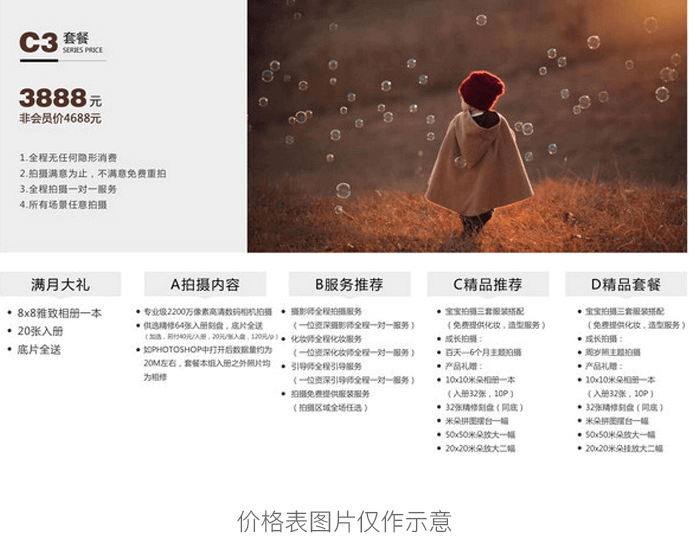 C3 套餐
SERIES PRICE
3888元
非会员价4688元
1.全程无任何隐形消费
2.拍摄满意为止，不满意免费重拍
3.全程拍摄一对一服务
4.所有场景任意拍摄
满月大礼
• 8x8雅致相册一本
• 20张入册
• 底片全送
A拍摄内容
• 专业级2200万像素高清数码相机拍摄
• 供选精修64张入册刻盘，底片全送
（如选，另付40元/入册，20元/张入盘，120元/p）
• 如PHOTOSHOP中打开后数据量约为
20M左右，套餐本组入册之外照片均
为粗修
B服务推荐
• 摄影师全程拍摄服务
（一位资深摄影师全程一对一服务）
• 化妆师全程化妆服务
（一位资深化妆师全程一对一服务）
• 引导师全程引导服务
（一位资深引导师全程一对一服务）
• 拍摄免费提供服装服务
（拍摄区域全场任选）
C精品推荐
• 宝宝拍摄三套服装搭配
（免费提供化妆，造型服务）
• 成长拍摄：
• 百天—6个月主题拍摄
• 产品礼赠：
• 10x10米朵相册一本
（入册32张，10P）
• 32张精修刻盘（同底）
• 米朵拼图摆台一幅
• 50x50米朵放大一幅
• 20x20米朵放大二幅
D精品套餐
• 宝宝拍摄三套服装搭配
（免费提供化妆，造型服务）
• 成长拍摄：
• 周岁照主题拍摄
• 产品礼赠：
• 10x10米朵相册一本
（入册32张，10P）
• 32张精修刻盘（同底）
• 米朵拼图摆台一幅
• 50x50米朵放大一幅
• 20x20米朵挂放大二幅
价格表图片仅作示意